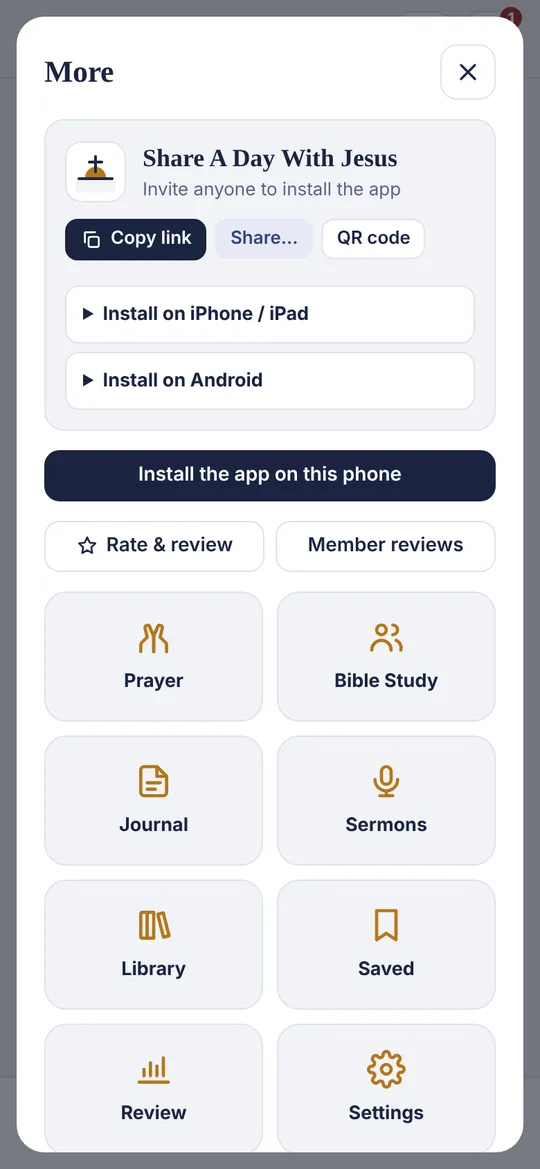 1
More
Share A Day With Jesus
Invite anyone to install the app
Copy link
Share...
QR code
Install on iPhone / iPad
Install on Android
Install the app on this phone
Rate & review
Member reviews
Prayer
Bible Study
Journal
Sermons
Library
Saved
Review
Settings